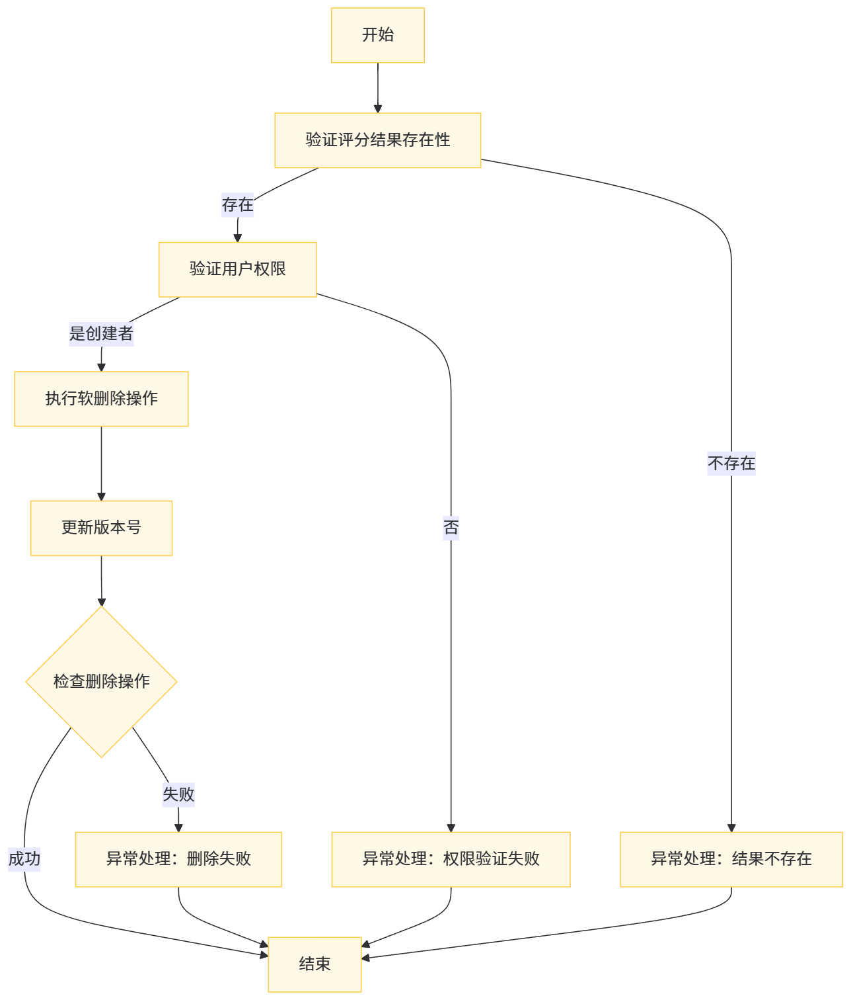 开始
验证评分结果存在性
存在
验证用户权限
是创建者
执行软删除操作
不存在
更新版本号
否
检查删除操作
失败
成功
异常处理：删除失败
异常处理：权限验证失败
异常处理：结果不存在
结束